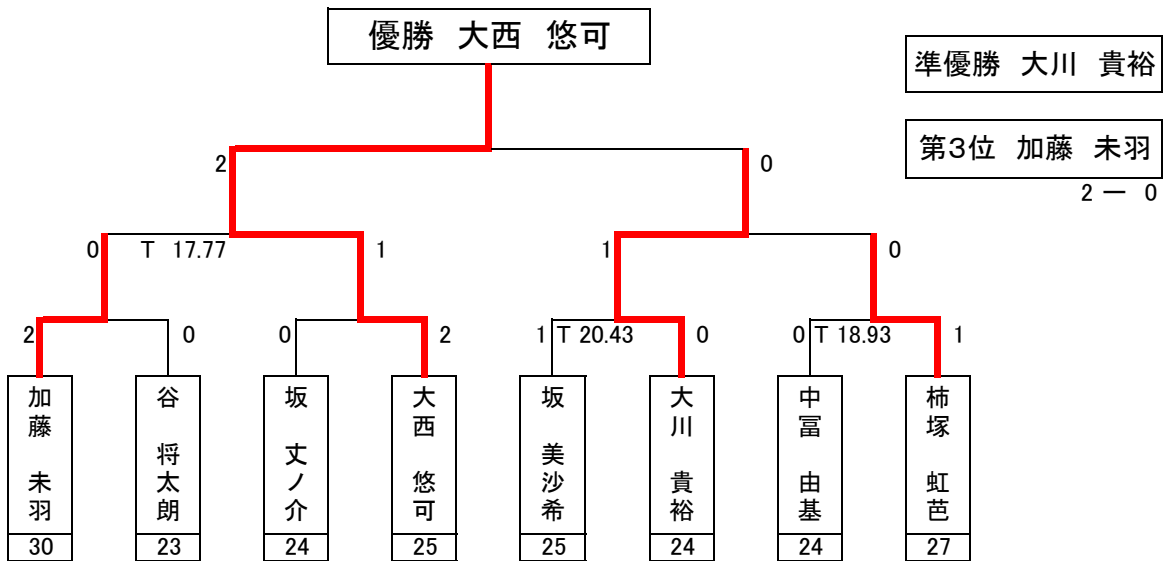 優勝 大西 悠可
準優勝 大川 貴裕
第3位 加藤 未羽
2 ー 0
2
0
0 T 17.77 1
1
0
2 0
0 2
1 T 20.43 0
0 T 18.93 1
加藤 未羽
谷 将太朗
坂 丈ノ介
大西 悠可
坂 美沙希
大川 貴裕
中冨 由基
柿塚 虹芭
30
23
24
25
25
24
24
27